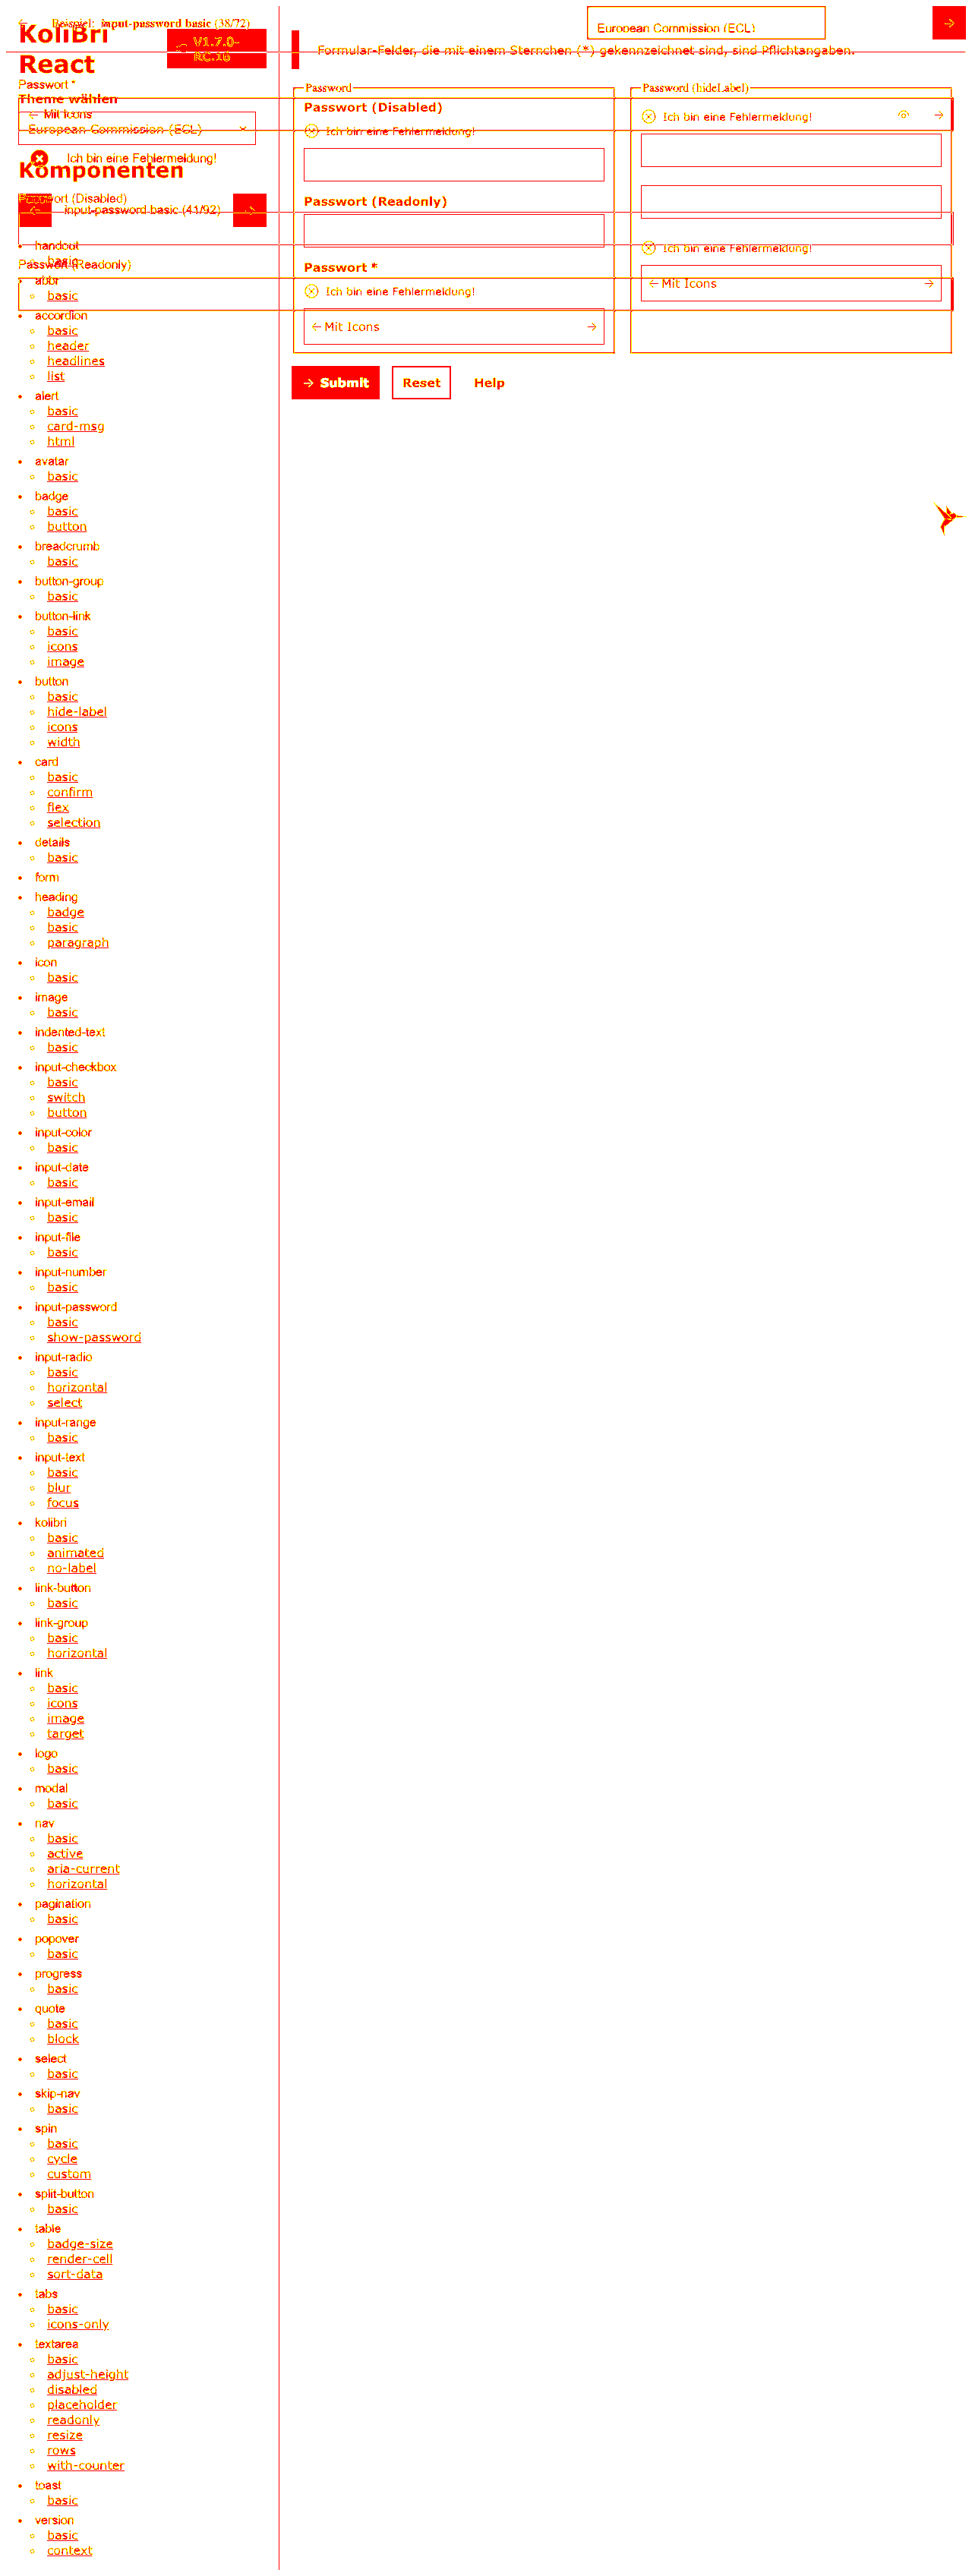 ← Beispiel: input-password basic (38/72)
European Commission (ECL)
→
KoliBri
React
V1.7.0-
RC.16
Formular-Felder, die mit einem Sternchen (*) gekennzeichnet sind, sind Pflichtangaben.
Passwort *
Theme wählen
← Mit Icons
European Commission (ECL)
Ich bin eine Fehlermeldung!
Komponenten
Passwort (Disabled)
← input-password basic (41/92) →
Passwort (Readonly)
Password
Passwort (Disabled)
Ich bin eine Fehlermeldung!
Passwort (Readonly)
Passwort *
Ich bin eine Fehlermeldung!
← Mit Icons →
Password (hideLabel)
Ich bin eine Fehlermeldung!
→
Ich bin eine Fehlermeldung!
← Mit Icons →
→ Submit
Reset
Help
handout
basic
abbr
basic
accordion
basic
header
headlines
list
alert
basic
card-msg
html
avatar
basic
badge
basic
button
breadcrumb
basic
button-group
basic
button-link
basic
icons
image
button
basic
hide-label
icons
width
card
basic
confirm
flex
selection
details
basic
form
heading
badge
basic
paragraph
icon
basic
image
basic
indented-text
basic
input-checkbox
basic
switch
button
input-color
basic
input-date
basic
input-email
basic
input-file
basic
input-number
basic
input-password
basic
show-password
input-radio
basic
horizontal
select
input-range
basic
input-text
basic
blur
focus
kolibri
basic
animated
no-label
link-button
basic
link-group
basic
horizontal
link
basic
icons
image
target
logo
basic
modal
basic
nav
basic
active
aria-current
horizontal
pagination
basic
popover
basic
progress
basic
quote
basic
block
select
basic
skip-nav
basic
spin
basic
cycle
custom
split-button
basic
table
badge-size
render-cell
sort-data
tabs
basic
icons-only
textarea
basic
adjust-height
disabled
placeholder
readonly
resize
rows
with-counter
toast
basic
version
basic
context